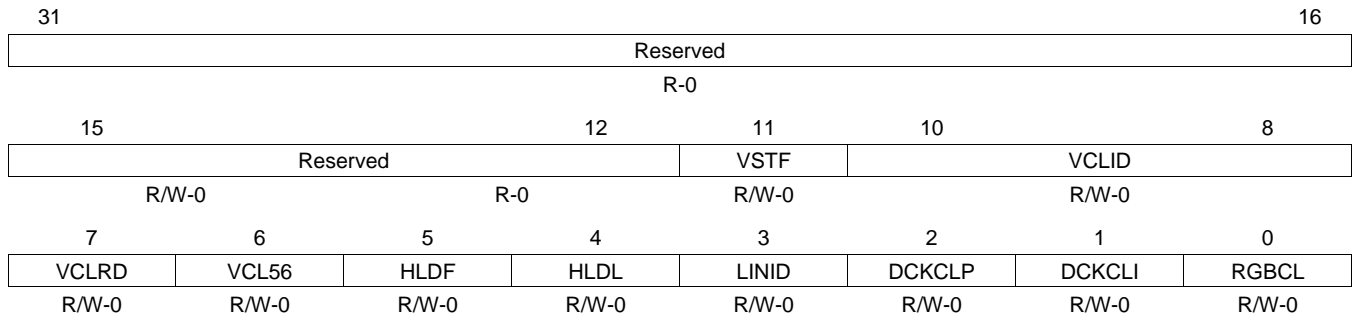 31 16
Reserved
R-0
15 12 11 10 8
Reserved VSTF VCLID
R/W-0 R-0 R/W-0 R/W-0
7 6 5 4 3 2 1 0
VCLRD VCL56 HLDF HLDL LINID DCKCLP DCKCLI RGBCL
R/W-0 R/W-0 R/W-0 R/W-0 R/W-0 R/W-0 R/W-0 R/W-0